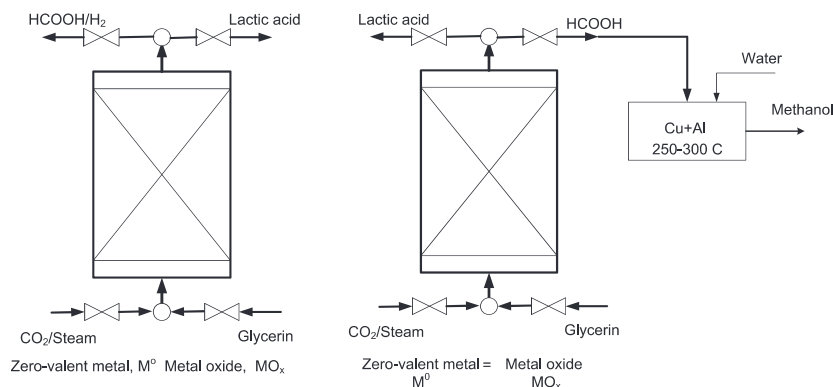 HCOOH/H₂ Lactic acid
Lactic acid HCOOH
Water
Methanol
Cu+Al
250-300 C
CO₂/Steam Glycerin
CO₂/Steam Glycerin
Zero-valent metal, Mᵒ Metal oxide, MOₓ
Zero-valent metal = Metal oxide
M⁰ MOₓ